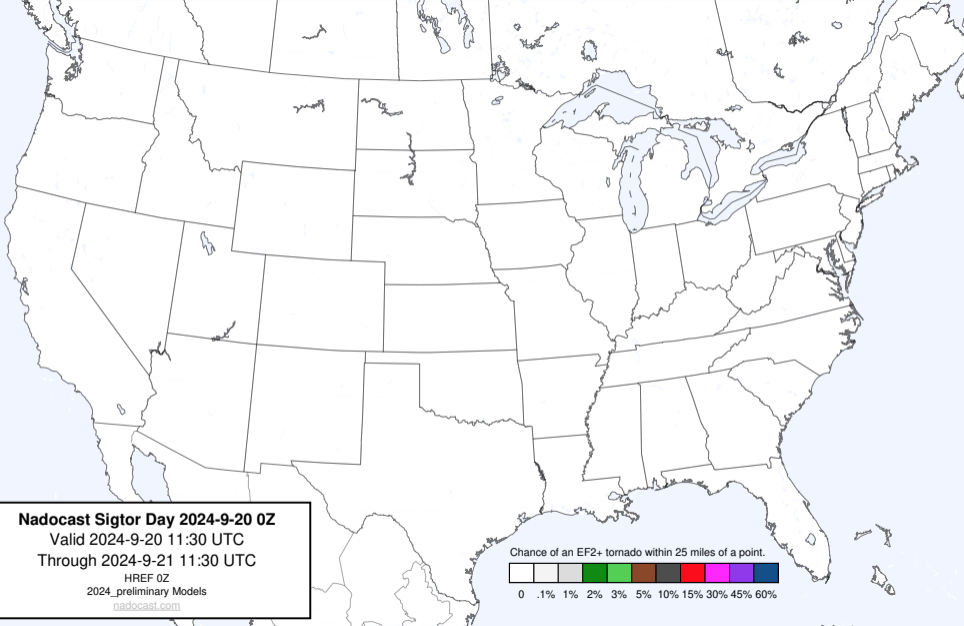 Nadocast Sigtor Day 2024-9-20 0Z
Valid 2024-9-20 11:30 UTC
Through 2024-9-21 11:30 UTC
HREF 0Z
2024_preliminary Models
nadocast.com
Chance of an EF2+ tornado within 25 miles of a point.
0 .1% 1% 2% 3% 5% 10% 15% 30% 45% 60%